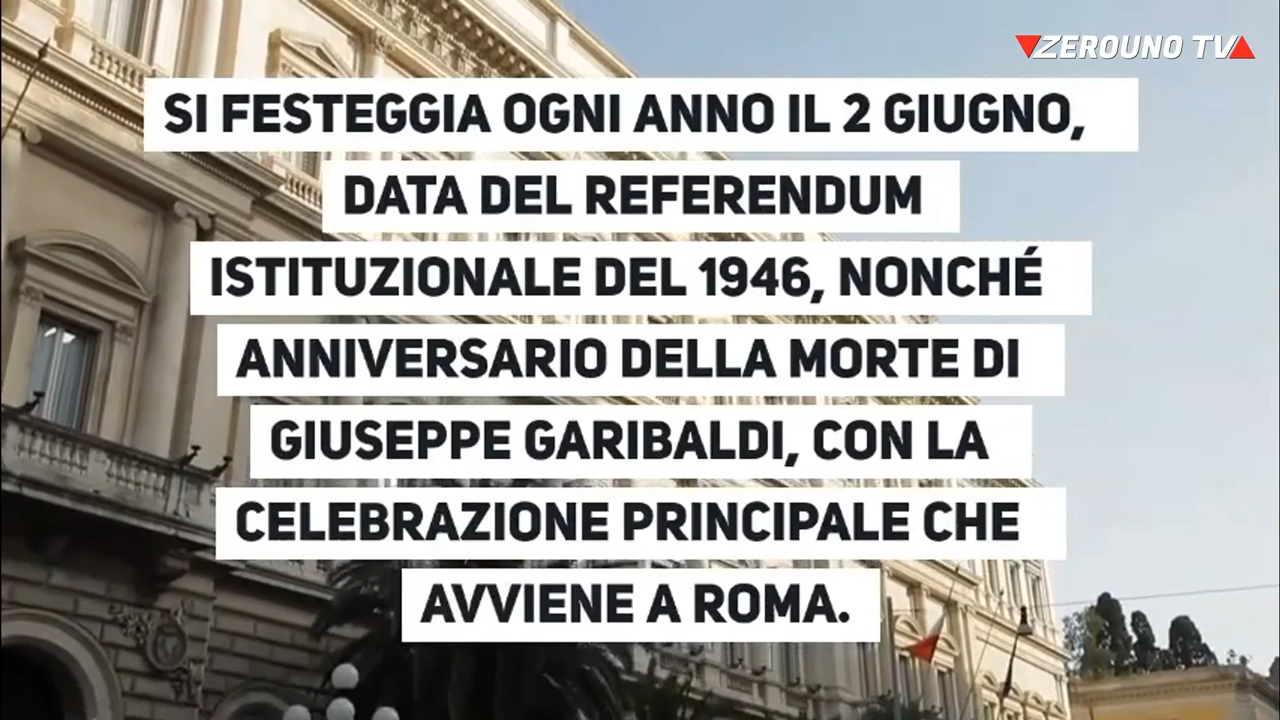 ZEROUNO TV
SI FESTEGGIA OGNI ANNO IL 2 GIUGNO,
DATA DEL REFERENDUM
ISTITUZIONALE DEL 1946, NONCHÉ
ANNIVERSARIO DELLA MORTE DI
GIUSEPPE GARIBALDI, CON LA
CELEBRAZIONE PRINCIPALE CHE
AVVIENE A ROMA.